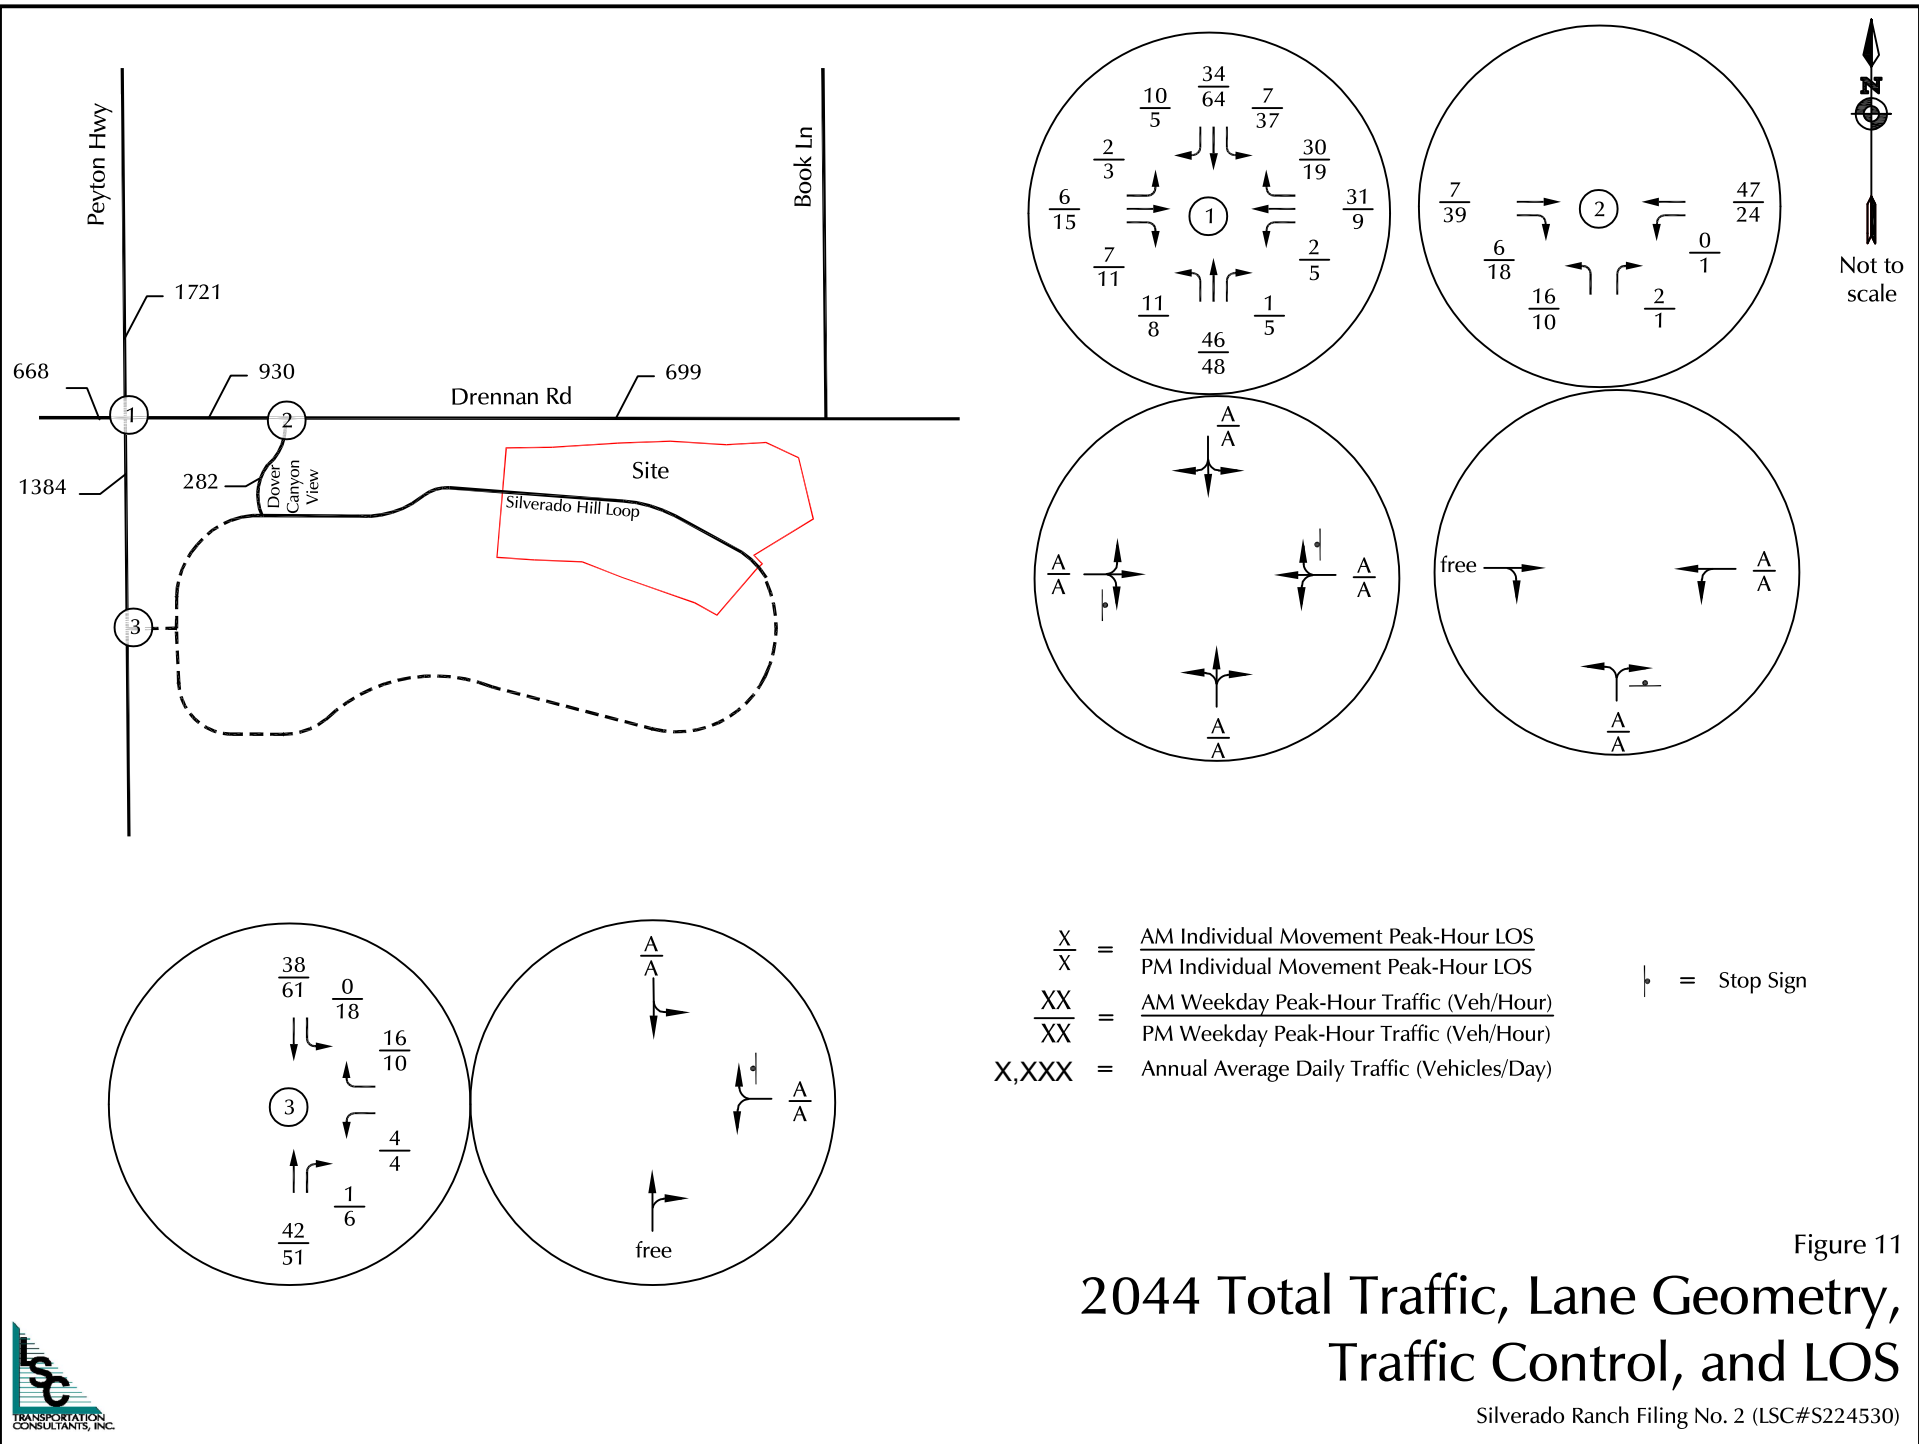 Peyton Hwy
Book Ln
1721
668
930
699
Drennan Rd
1
2
1384
282
Dover
Canyon
View
Site
Silverado Hill Loop
3
34
64
10
5
7
37
2
3
30
19
6
15
1
31
9
7
11
2
5
11
8
1
5
46
48
7
39
2
47
24
6
18
0
1
16
10
2
1
N
Not to
scale
A
A
A
A
A
A
A
A
free
A
A
A
A
38
61
0
18
16
10
3
4
4
1
6
42
51
A
A
A
A
free
X
X
=
AM Individual Movement Peak-Hour LOS
PM Individual Movement Peak-Hour LOS
XX
XX
=
AM Weekday Peak-Hour Traffic (Veh/Hour)
PM Weekday Peak-Hour Traffic (Veh/Hour)
X,XXX = Annual Average Daily Traffic (Vehicles/Day)
= Stop Sign
Figure 11
2044 Total Traffic, Lane Geometry,
Traffic Control, and LOS
Silverado Ranch Filing No. 2 (LSC#S224530)
LSC
TRANSPORTATION
CONSULTANTS, INC.